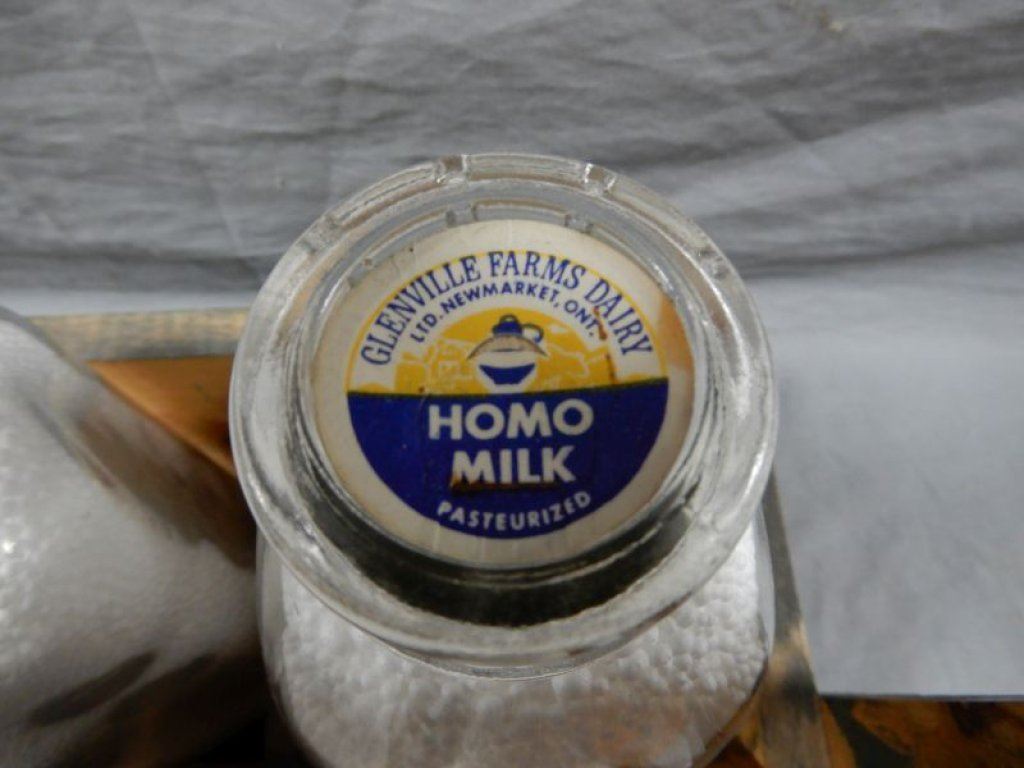 GLENVILLE FARMS DAIRY
LTD. NEWMARKET, ONT.
HOMO
MILK
PASTEURIZED